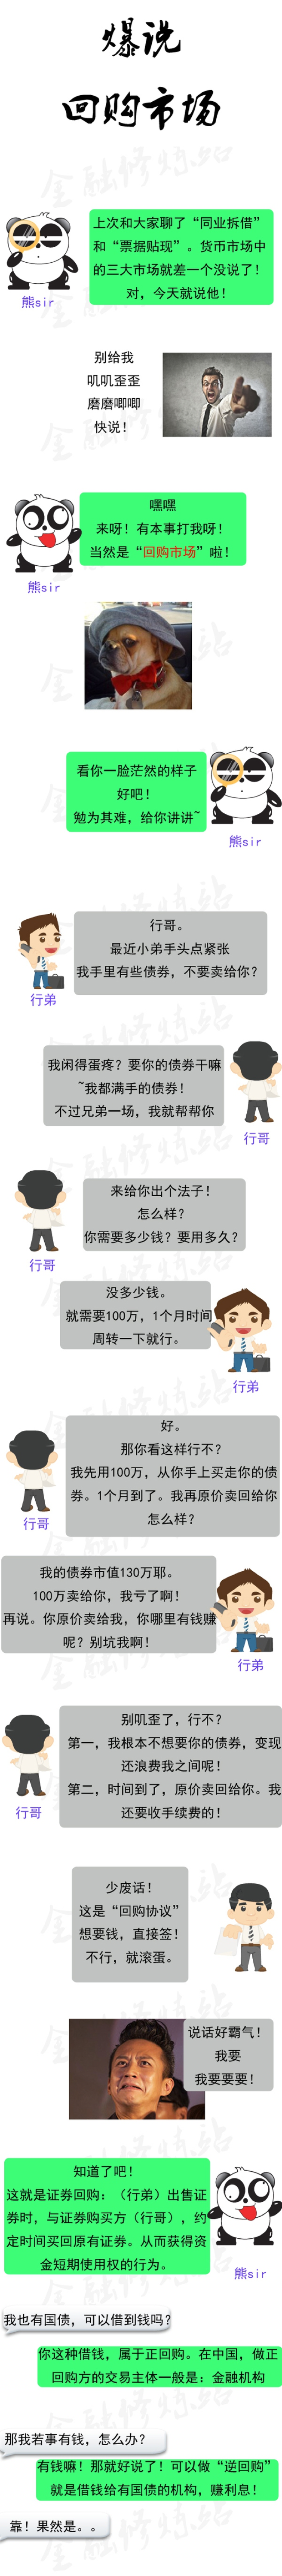 爆说
回购市场
上次和大家聊了“同业拆借”
和“票据贴现”。货币市场中
的三大市场就差一个没说了！
对，今天就说他！
熊sir
别给我
叽叽歪歪
磨磨唧唧
快说！
嘿嘿
来呀！有本事打我呀！
当然是“回购市场”啦！
熊sir
看你一脸茫然的样子
好吧！
勉为其难，给你讲讲~
熊sir
行哥。
最近小弟手头点紧张
我手里有些债券，不要卖给你？
行弟
我闲得蛋疼？要你的债券干嘛
~我都满手的债券！
不过兄弟一场，我就帮帮你
行哥
来给你出个法子！
怎么样？
你需要多少钱？要用多久？
行哥
没多少钱。
就需要100万，1个月时间
周转一下就行。
行弟
好。
那你看这样行不？
我先用100万，从你手上买走你的债
券。1个月到了。我再原价卖回给你
怎么样？
行哥
我的债券市值130万耶。
100万卖给你，我亏了啊！
再说。你原价卖给我，你哪里有钱赚
呢？别坑我啊！
行弟
别叽歪了，行不？
第一，我根本不想要你的债券，变现
还浪费我之间呢！
第二，时间到了，原价卖回给你。我
还要收手续费的！
行哥
少废话！
这是“回购协议”
想要钱，直接签！
不行，就滚蛋。
说话好霸气！
我要
我要要要！
知道了吧！
这就是证券回购：（行弟）出售证
券时，与证券购买方（行哥），约
定时间买回原有证券。从而获得资
金短期使用权的行为。
熊sir
我也有国债，可以借到钱吗？
你这种借钱，属于正回购。在中国，做正
回购方的交易主体一般是：金融机构
那我若事有钱，怎么办？
有钱嘛！那就好说了！可以做“逆回购”
就是借钱给有国债的机构，赚利息！
靠！果然是。。